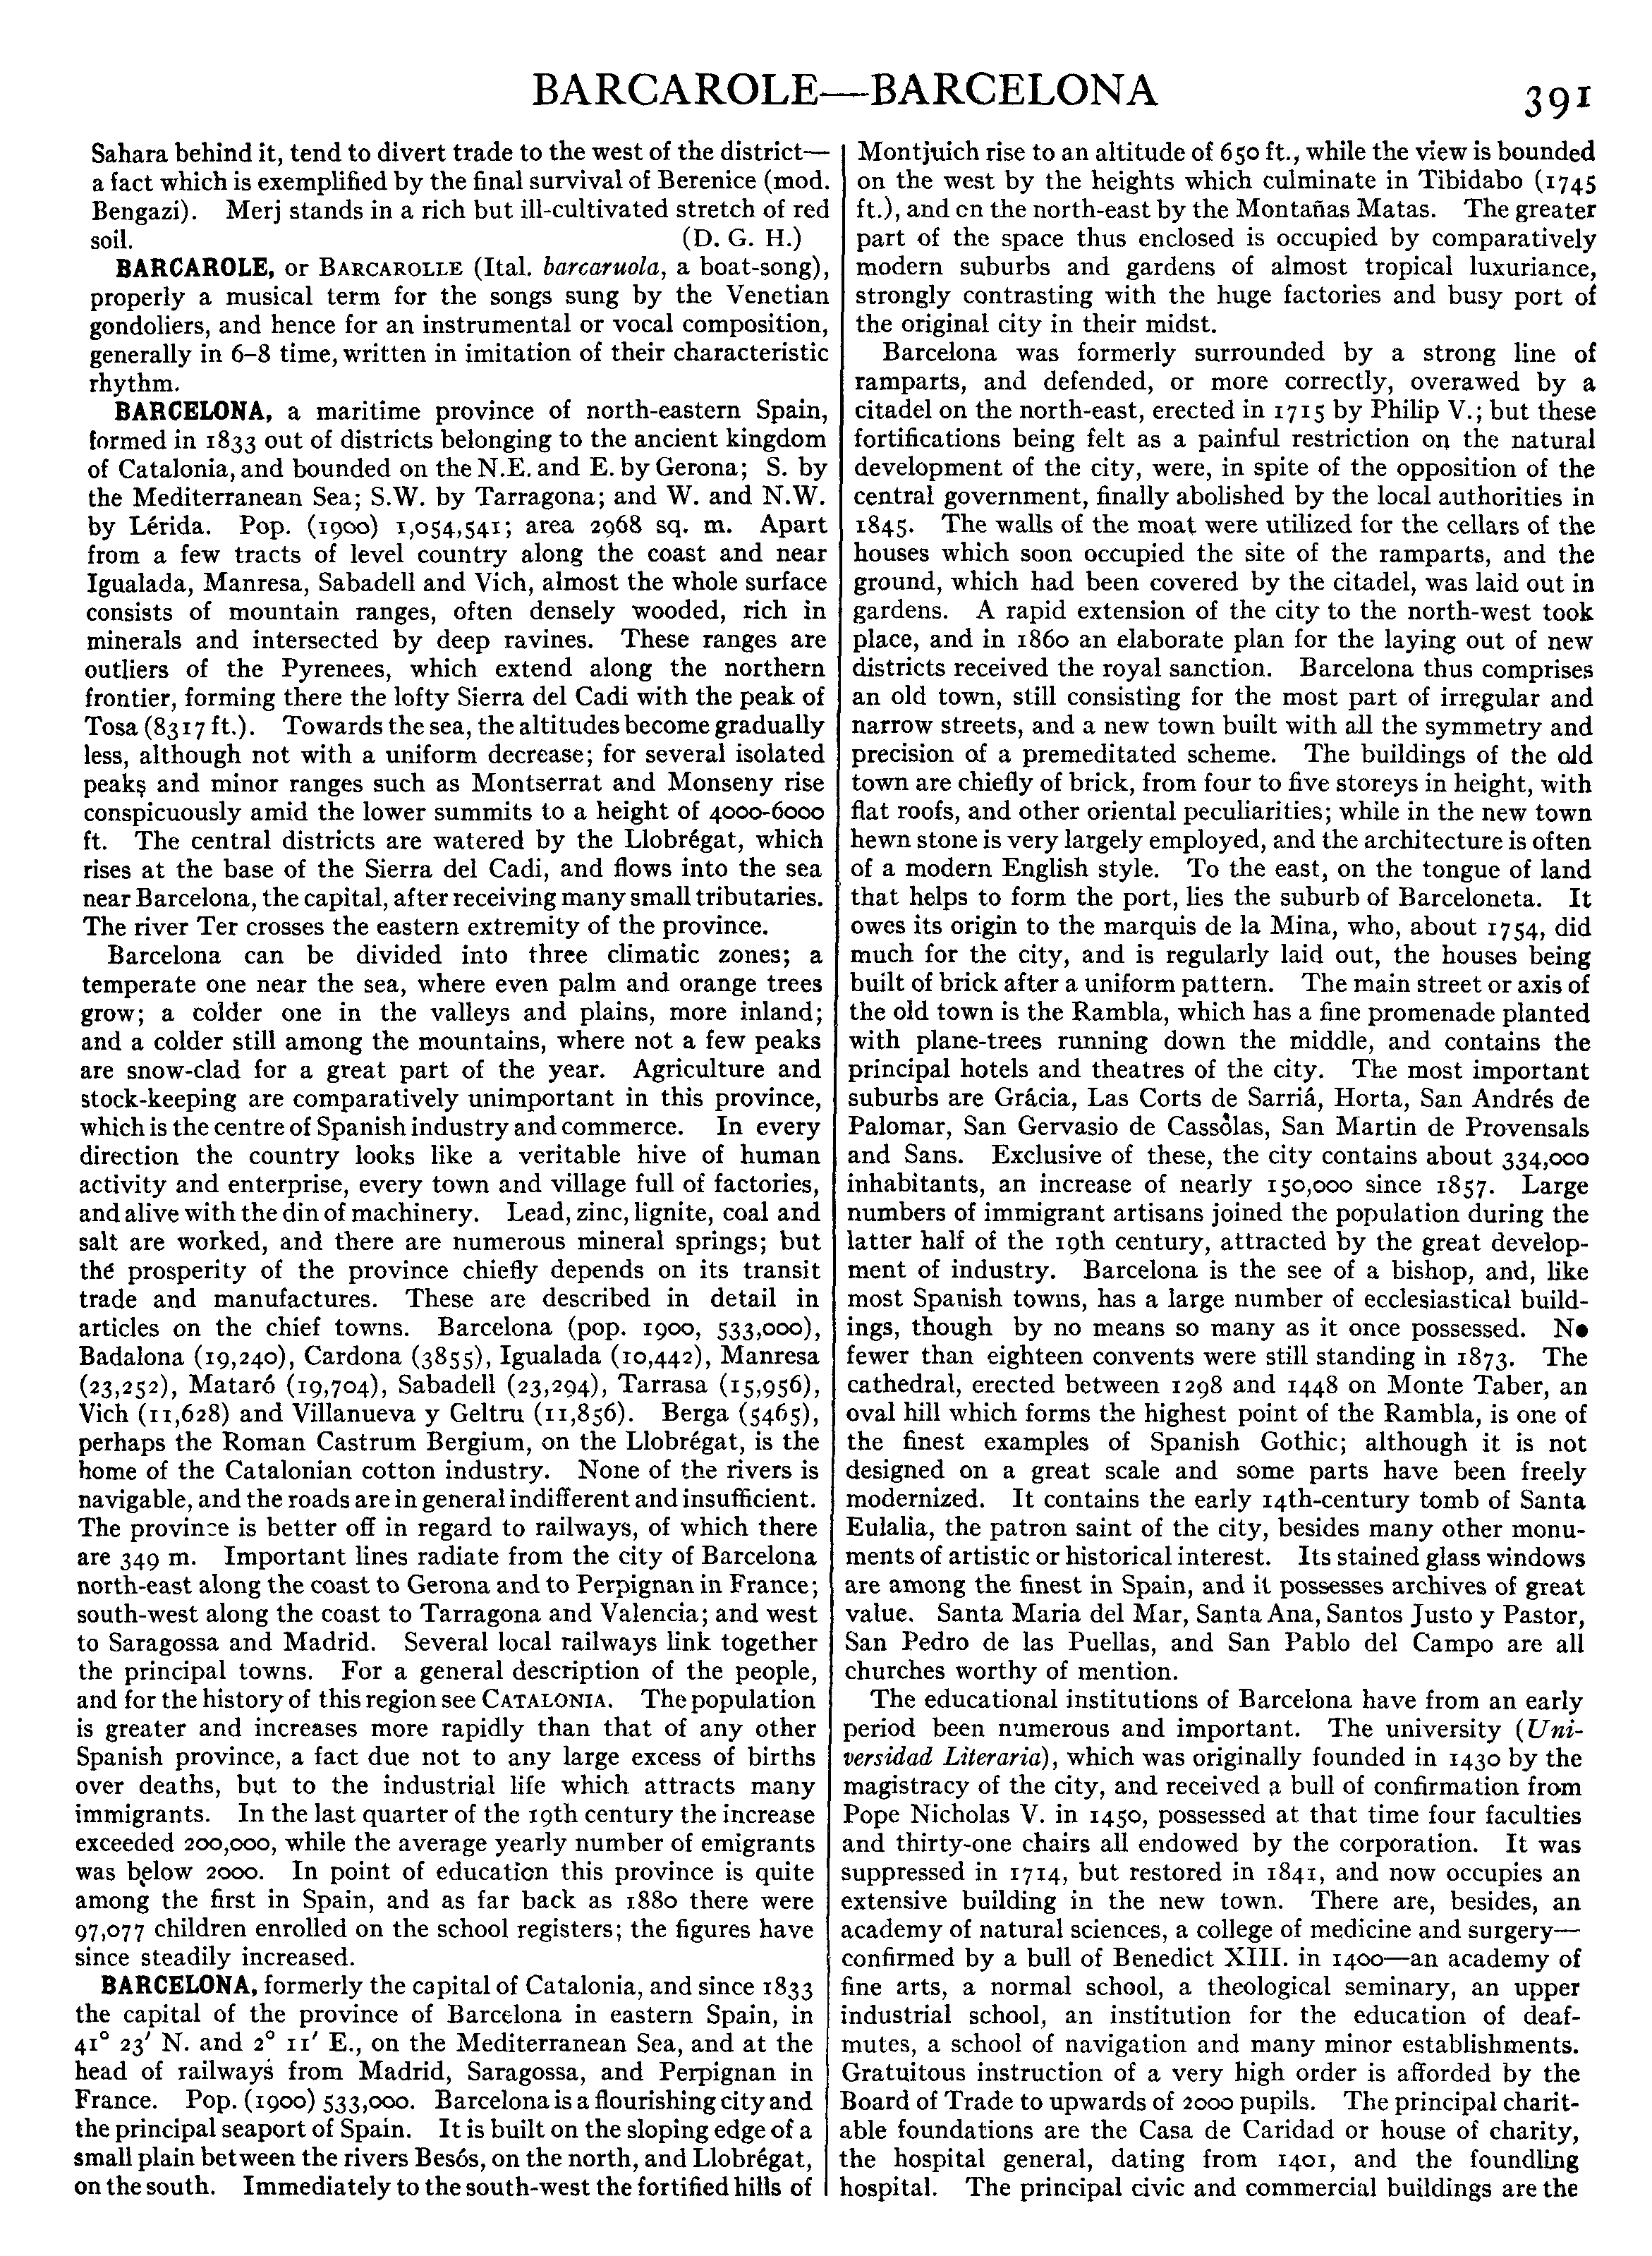 BARCAROLE—BARCELONA
391
Sahara behind it, tend to divert trade to the west of the district—
a fact which is exemplified by the final survival of Berenice (mod.
Bengazi). Merj stands in a rich but ill-cultivated stretch of red
soil. (D. G. H.)
BARCAROLE, or BARCAROLLE (Ital. barcaruola, a boat-song),
properly a musical term for the songs sung by the Venetian
gondoliers, and hence for an instrumental or vocal composition,
generally in 6–8 time, written in imitation of their characteristic
rhythm.
BARCELONA, a maritime province of north-eastern Spain,
formed in 1833 out of districts belonging to the ancient kingdom
of Catalonia, and bounded on the N.E. and E. by Gerona; S. by
the Mediterranean Sea; S.W. by Tarragona; and W. and N.W.
by Lérida. Pop. (1900) 1,054,541; area 2968 sq. m. Apart
from a few tracts of level country along the coast and near
Igualada, Manresa, Sabadell and Vich, almost the whole surface
consists of mountain ranges, often densely wooded, rich in
minerals and intersected by deep ravines. These ranges are
outliers of the Pyrenees, which extend along the northern
frontier, forming there the lofty Sierra del Cadi with the peak of
Tosa (8317 ft.). Towards the sea, the altitudes become gradually
less, although not with a uniform decrease; for several isolated
peaks and minor ranges such as Montserrat and Monseny rise
conspicuously amid the lower summits to a height of 4000-6000
ft. The central districts are watered by the Llobrégat, which
rises at the base of the Sierra del Cadi, and flows into the sea
near Barcelona, the capital, after receiving many small tributaries.
The river Ter crosses the eastern extremity of the province.
Barcelona can be divided into three climatic zones; a
temperate one near the sea, where even palm and orange trees
grow; a colder one in the valleys and plains, more inland;
and a colder still among the mountains, where not a few peaks
are snow-clad for a great part of the year. Agriculture and
stock-keeping are comparatively unimportant in this province,
which is the centre of Spanish industry and commerce. In every
direction the country looks like a veritable hive of human
activity and enterprise, every town and village full of factories,
and alive with the din of machinery. Lead, zinc, lignite, coal and
salt are worked, and there are numerous mineral springs; but
the prosperity of the province chiefly depends on its transit
trade and manufactures. These are described in detail in
articles on the chief towns. Barcelona (pop. 1900, 533,000),
Badalona (19,240), Cardona (3855), Igualada (10,442), Manresa
(23,252), Mataró (19,704), Sabadell (23,294), Tarrasa (15,956),
Vich (11,628) and Villanueva y Geltru (11,856). Berga (5465),
perhaps the Roman Castrum Bergium, on the Llobrégat, is the
home of the Catalonian cotton industry. None of the rivers is
navigable, and the roads are in general indifferent and insufficient.
The province is better off in regard to railways, of which there
are 349 m. Important lines radiate from the city of Barcelona
north-east along the coast to Gerona and to Perpignan in France;
south-west along the coast to Tarragona and Valencia; and west
to Saragossa and Madrid. Several local railways link together
the principal towns. For a general description of the people,
and for the history of this region see CATALONIA. The population
is greater and increases more rapidly than that of any other
Spanish province, a fact due not to any large excess of births
over deaths, but to the industrial life which attracts many
immigrants. In the last quarter of the 19th century the increase
exceeded 200,000, while the average yearly number of emigrants
was below 2000. In point of education this province is quite
among the first in Spain, and as far back as 1880 there were
97,077 children enrolled on the school registers; the figures have
since steadily increased.
BARCELONA, formerly the capital of Catalonia, and since 1833
the capital of the province of Barcelona in eastern Spain, in
41° 23′ N. and 2° 11′ E., on the Mediterranean Sea, and at the
head of railways from Madrid, Saragossa, and Perpignan in
France. Pop. (1900) 533,000. Barcelona is a flourishing city and
the principal seaport of Spain. It is built on the sloping edge of a
small plain between the rivers Besós, on the north, and Llobrégat,
on the south. Immediately to the south-west the fortified hills of
Montjuich rise to an altitude of 650 ft., while the view is bounded
on the west by the heights which culminate in Tibidabo (1745
ft.), and on the north-east by the Montañas Matas. The greater
part of the space thus enclosed is occupied by comparatively
modern suburbs and gardens of almost tropical luxuriance,
strongly contrasting with the huge factories and busy port of
the original city in their midst.
Barcelona was formerly surrounded by a strong line of
ramparts, and defended, or more correctly, overawed by a
citadel on the north-east, erected in 1715 by Philip V.; but these
fortifications being felt as a painful restriction on the natural
development of the city, were, in spite of the opposition of the
central government, finally abolished by the local authorities in
1845. The walls of the moat were utilized for the cellars of the
houses which soon occupied the site of the ramparts, and the
ground, which had been covered by the citadel, was laid out in
gardens. A rapid extension of the city to the north-west took
place, and in 1860 an elaborate plan for the laying out of new
districts received the royal sanction. Barcelona thus comprises
an old town, still consisting for the most part of irregular and
narrow streets, and a new town built with all the symmetry and
precision of a premeditated scheme. The buildings of the old
town are chiefly of brick, from four to five storeys in height, with
flat roofs, and other oriental peculiarities; while in the new town
hewn stone is very largely employed, and the architecture is often
of a modern English style. To the east, on the tongue of land
that helps to form the port, lies the suburb of Barceloneta. It
owes its origin to the marquis de la Mina, who, about 1754, did
much for the city, and is regularly laid out, the houses being
built of brick after a uniform pattern. The main street or axis of
the old town is the Rambla, which has a fine promenade planted
with plane-trees running down the middle, and contains the
principal hotels and theatres of the city. The most important
suburbs are Grácia, Las Corts de Sarriá, Horta, San Andrés de
Palomar, San Gervasio de Cassòlas, San Martin de Provensals
and Sans. Exclusive of these, the city contains about 334,000
inhabitants, an increase of nearly 150,000 since 1857. Large
numbers of immigrant artisans joined the population during the
latter half of the 19th century, attracted by the great develop-
ment of industry. Barcelona is the see of a bishop, and, like
most Spanish towns, has a large number of ecclesiastical build-
ings, though by no means so many as it once possessed. No
fewer than eighteen convents were still standing in 1873. The
cathedral, erected between 1298 and 1448 on Monte Taber, an
oval hill which forms the highest point of the Rambla, is one of
the finest examples of Spanish Gothic; although it is not
designed on a great scale and some parts have been freely
modernized. It contains the early 14th-century tomb of Santa
Eulalia, the patron saint of the city, besides many other monu-
ments of artistic or historical interest. Its stained glass windows
are among the finest in Spain, and it possesses archives of great
value. Santa Maria del Mar, Santa Ana, Santos Justo y Pastor,
San Pedro de las Puellas, and San Pablo del Campo are all
churches worthy of mention.
The educational institutions of Barcelona have from an early
period been numerous and important. The university (Uni-
versidad Literaria), which was originally founded in 1430 by the
magistracy of the city, and received a bull of confirmation from
Pope Nicholas V. in 1450, possessed at that time four faculties
and thirty-one chairs all endowed by the corporation. It was
suppressed in 1714, but restored in 1841, and now occupies an
extensive building in the new town. There are, besides, an
academy of natural sciences, a college of medicine and surgery—
confirmed by a bull of Benedict XIII. in 1400—an academy of
fine arts, a normal school, a theological seminary, an upper
industrial school, an institution for the education of deaf-
mutes, a school of navigation and many minor establishments.
Gratuitous instruction of a very high order is afforded by the
Board of Trade to upwards of 2000 pupils. The principal charit-
able foundations are the Casa de Caridad or house of charity,
the hospital general, dating from 1401, and the foundling
hospital. The principal civic and commercial buildings are the